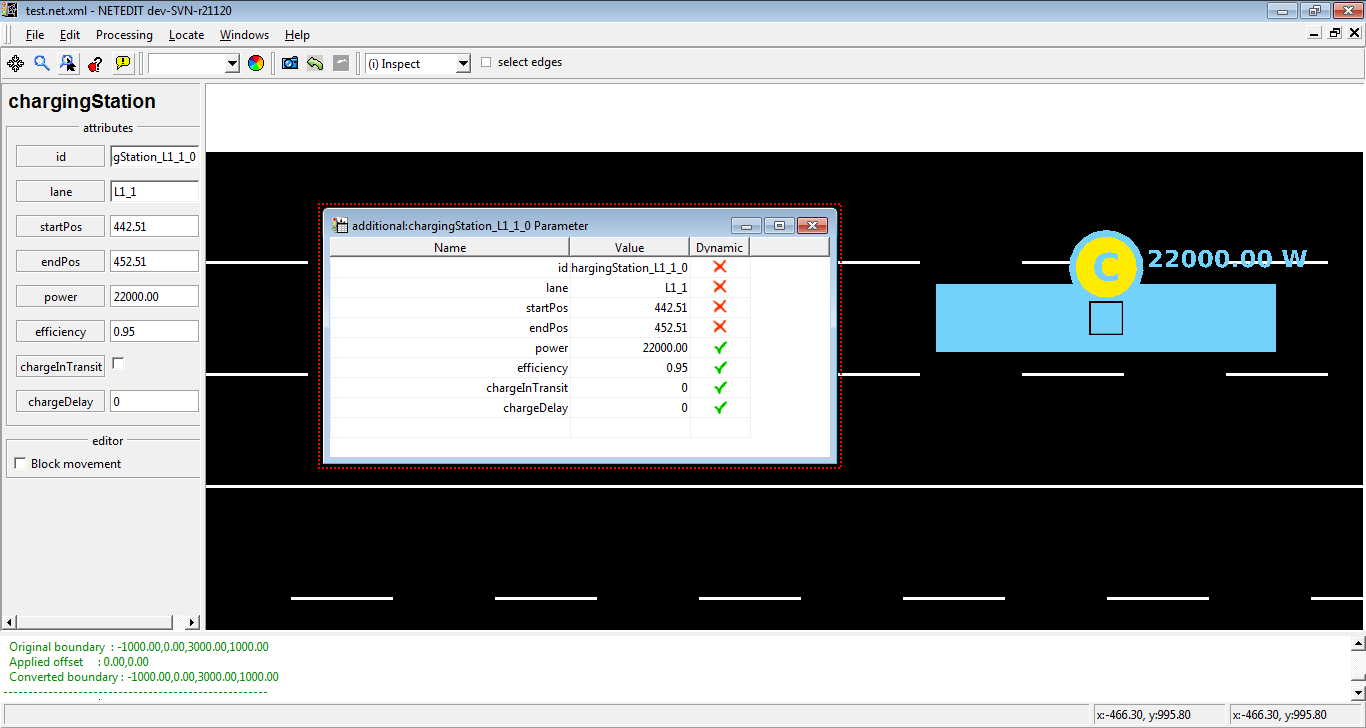 test.net.xml - NETEDIT dev-SVN-r21120
File Edit Processing Locate Windows Help
(i) Inspect select edges
chargingStation
attributes
id gStation_L1_1_0
lane L1_1
startPos 442.51
endPos 452.51
power 22000.00
efficiency 0.95
chargeInTransit
chargeDelay 0
editor
Block movement
additional:chargingStation_L1_1_0 Parameter
Name Value Dynamic
id hargingStation_L1_1_0
lane L1_1
startPos 442.51
endPos 452.51
power 22000.00
efficiency 0.95
chargeInTransit 0
chargeDelay 0
C 22000.00 W
Original boundary : -1000.00,0.00,3000.00,1000.00
Applied offset : 0.00,0.00
Converted boundary : -1000.00,0.00,3000.00,1000.00
-----------------------------------------------------
x:-466.30, y:995.80 x:-466.30, y:995.80